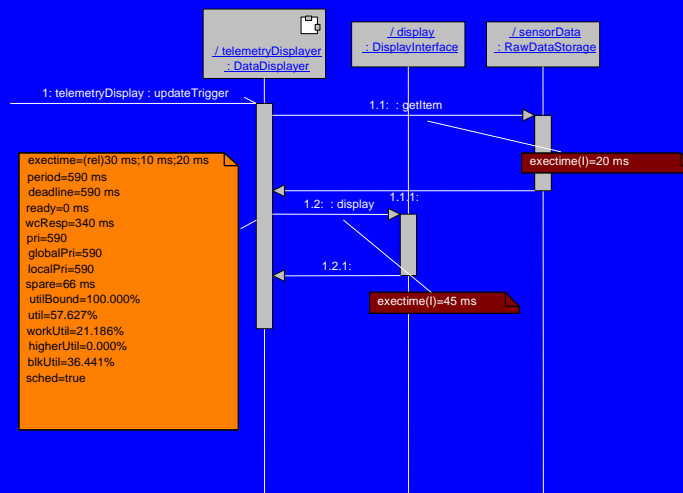 / telemetryDisplayer
: DataDisplayer
/ display
: DisplayInterface
/ sensorData
: RawDataStorage
1: telemetryDisplay : updateTrigger
1.1:  : getItem
exectime(I)=20 ms
1.1.1:
1.2:  : display
1.2.1:
exectime(I)=45 ms
exectime=(rel)30 ms;10 ms;20 ms
period=590 ms
deadline=590 ms
ready=0 ms
wcResp=340 ms
pri=590
globalPri=590
localPri=590
spare=66 ms
utilBound=100.000%
util=57.627%
workUtil=21.186%
higherUtil=0.000%
blkUtil=36.441%
sched=true